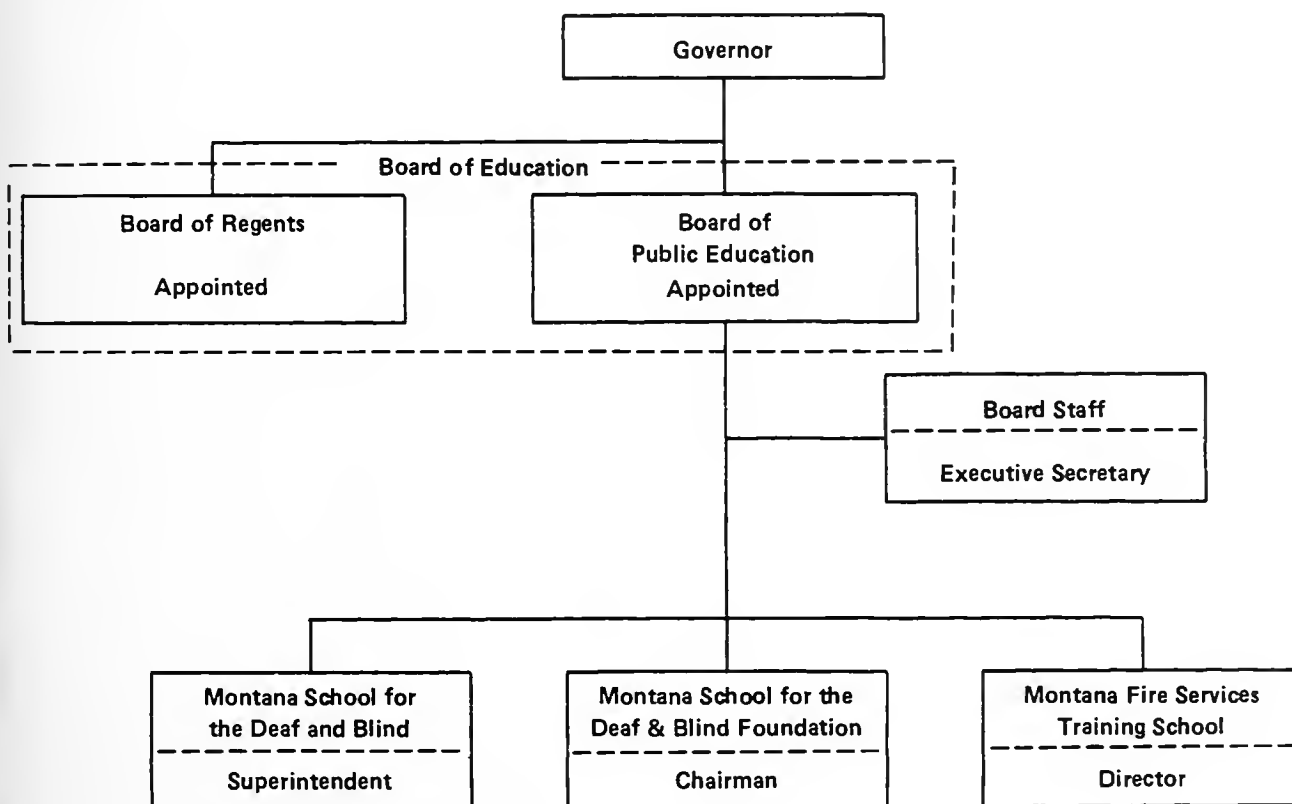 Governor
Board of Education
Board of Regents
Appointed
Board of
Public Education
Appointed
Board Staff
Executive Secretary
Montana School for
the Deaf and Blind
Superintendent
Montana School for the
Deaf & Blind Foundation
Chairman
Montana Fire Services
Training School
Director